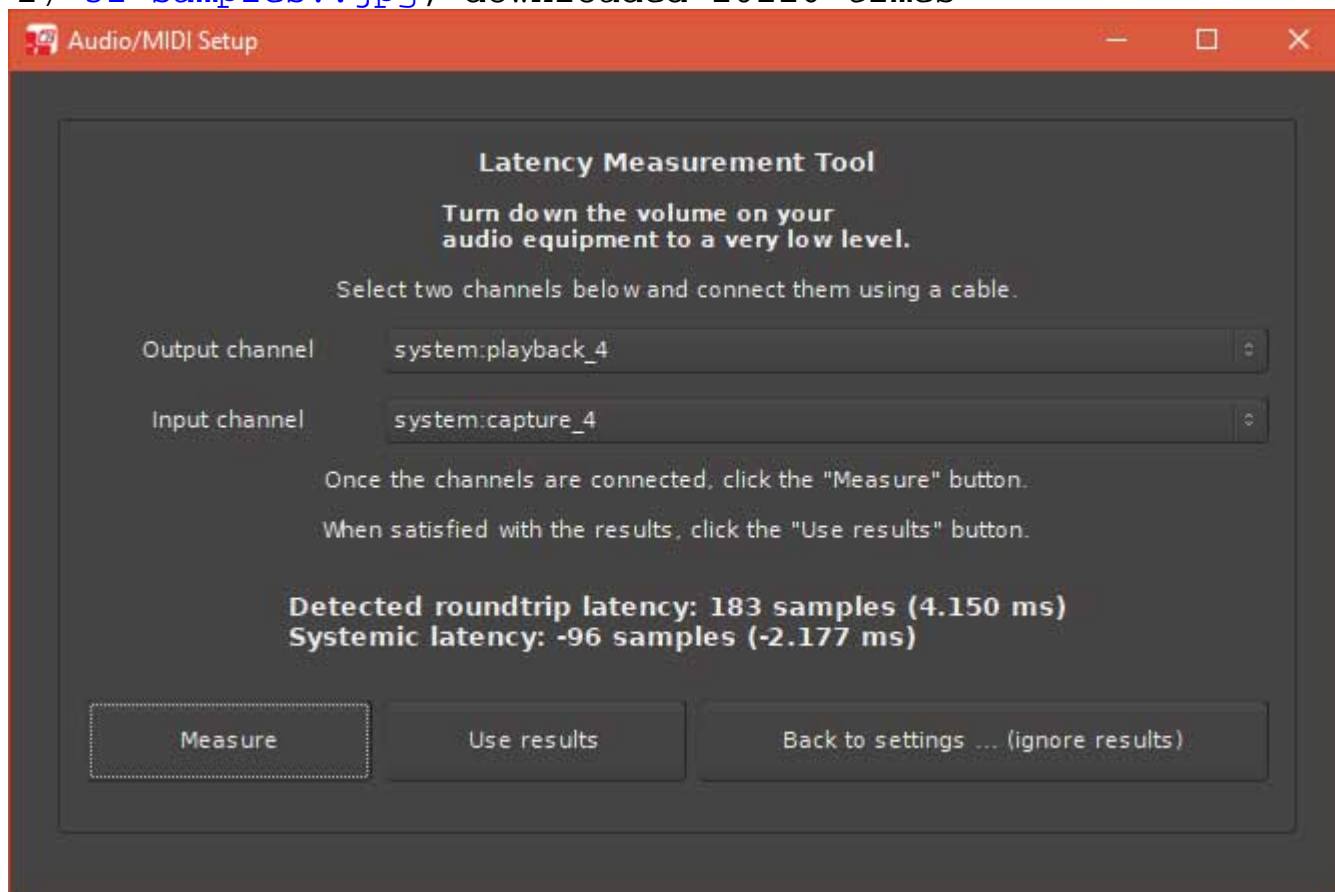 Audio/MIDI Setup
Latency Measurement Tool
Turn down the volume on your
audio equipment to a very low level.
Select two channels below and connect them using a cable.
Output channel system:playback_4
Input channel system:capture_4
Once the channels are connected, click the "Measure" button.
When satisfied with the results, click the "Use results" button.
Detected roundtrip latency: 183 samples (4.150 ms)
Systemic latency: -96 samples (-2.177 ms)
Measure Use results Back to settings ... (ignore results)